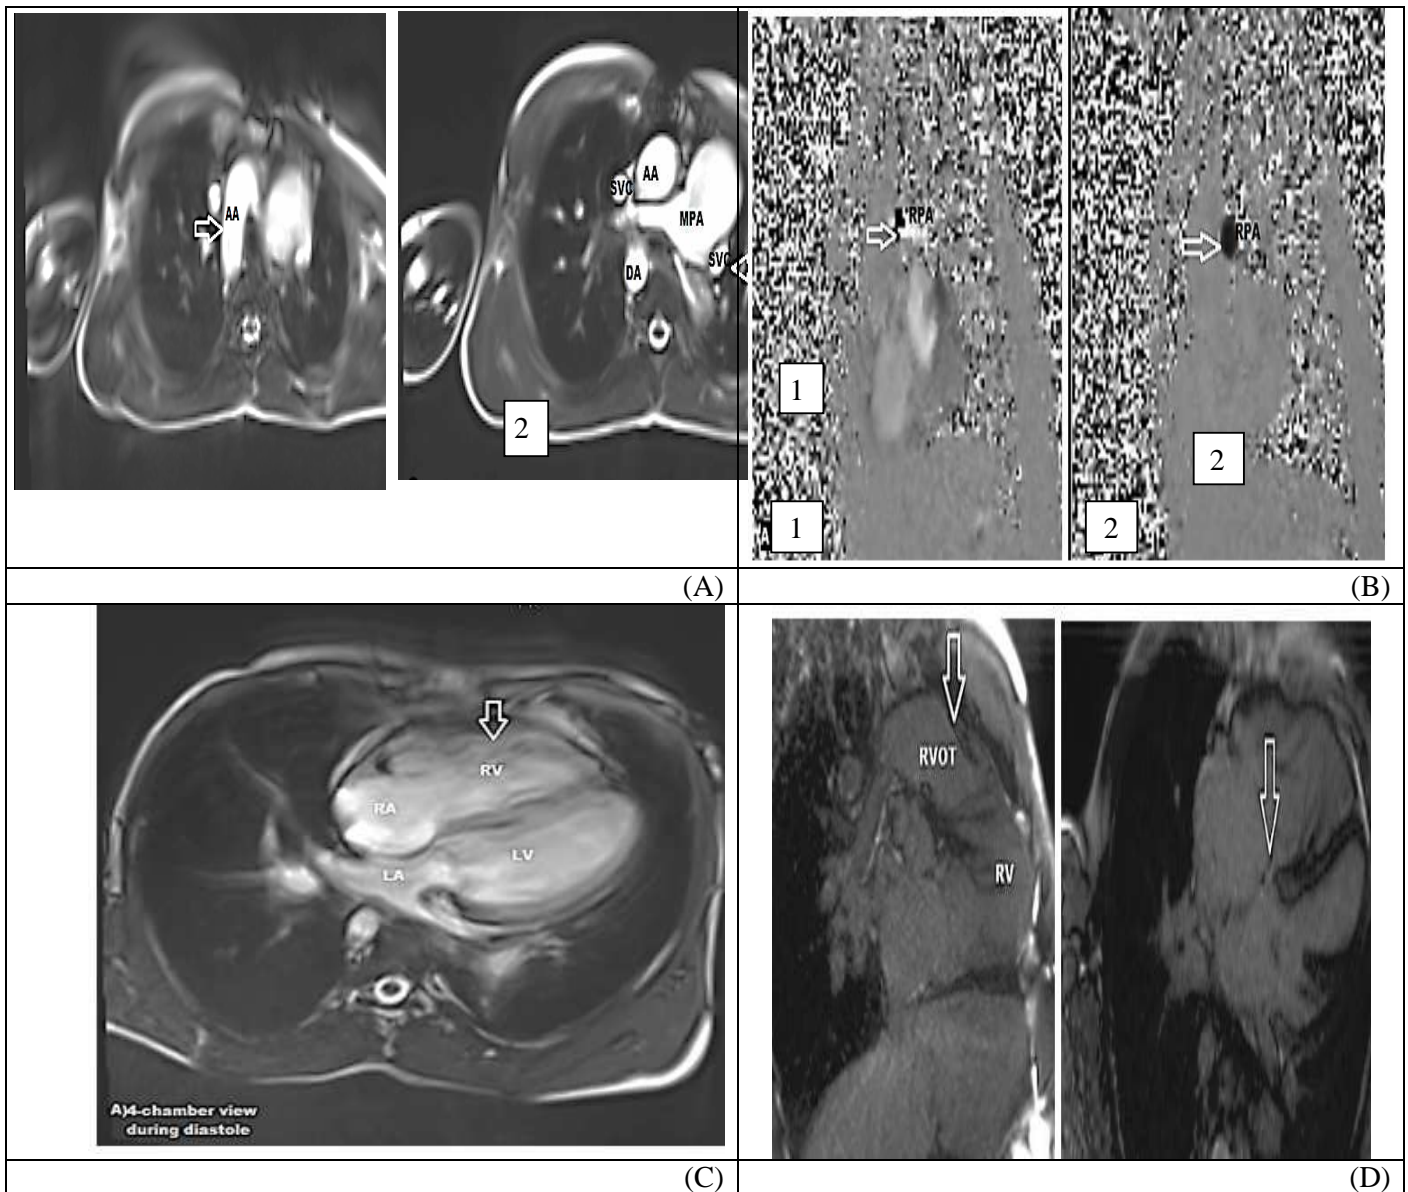 AA
SVC
AA
MPA
SVC
DA
2
RPA
1
1
RPA
2
2
(A)
(B)
RV
RA
LV
LA
A)4-chamber view
during diastole
RVOT
RV
(C)
(D)